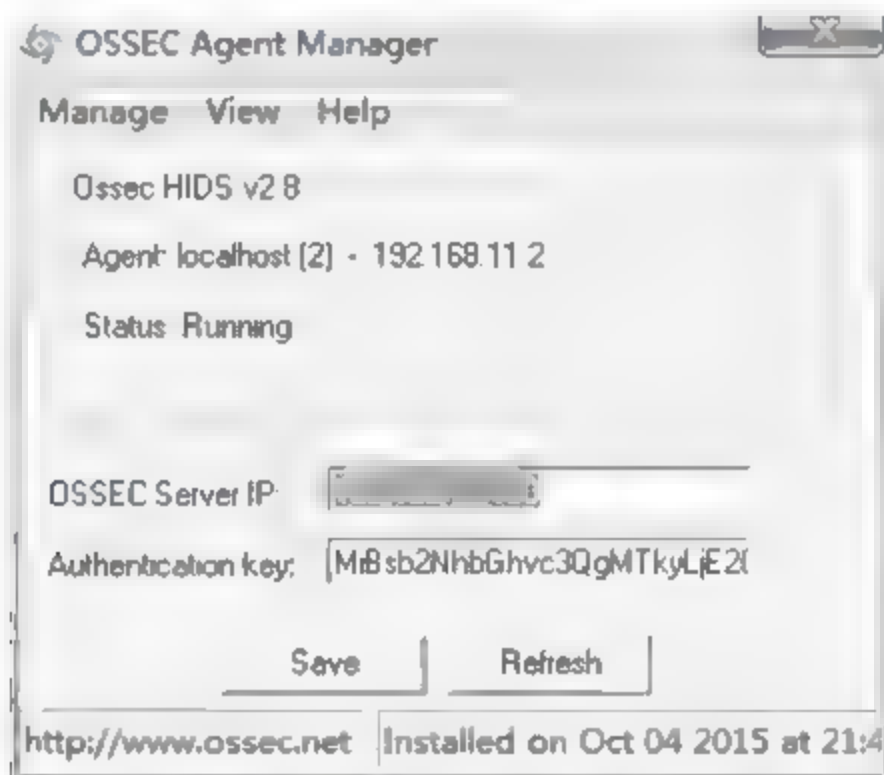 OSSEC Agent Manager
Manage View Help
Ossec HIDS v2.8
Agent: localhost (2) - 192.168.11.2
Status: Running
OSSEC Server IP:
Authentication key: MiBsb2NhbGhvc3QgMTkyLjE2(
Save Refresh
http://www.ossec.net Installed on Oct 04 2015 at 21:4